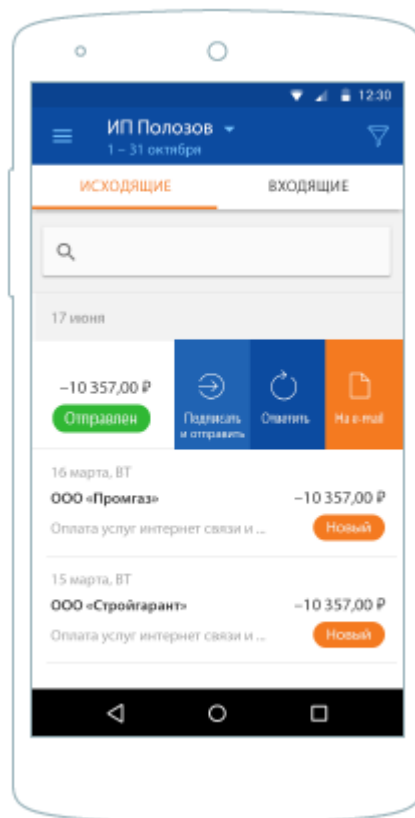 12:30
ИП Полозов
1 – 31 октября
ИСХОДЯЩИЕ ВХОДЯЩИЕ
17 июня
–10 357,00 ₽
Отправлен
Подписать
и отправить
Ответить
На e-mail
16 марта, ВТ
ООО «Промгаз» –10 357,00 ₽
Оплата услуг интернет связи и ... Новый
15 марта, ВТ
ООО «Стройгарант» –10 357,00 ₽
Оплата услуг интернет связи и ... Новый